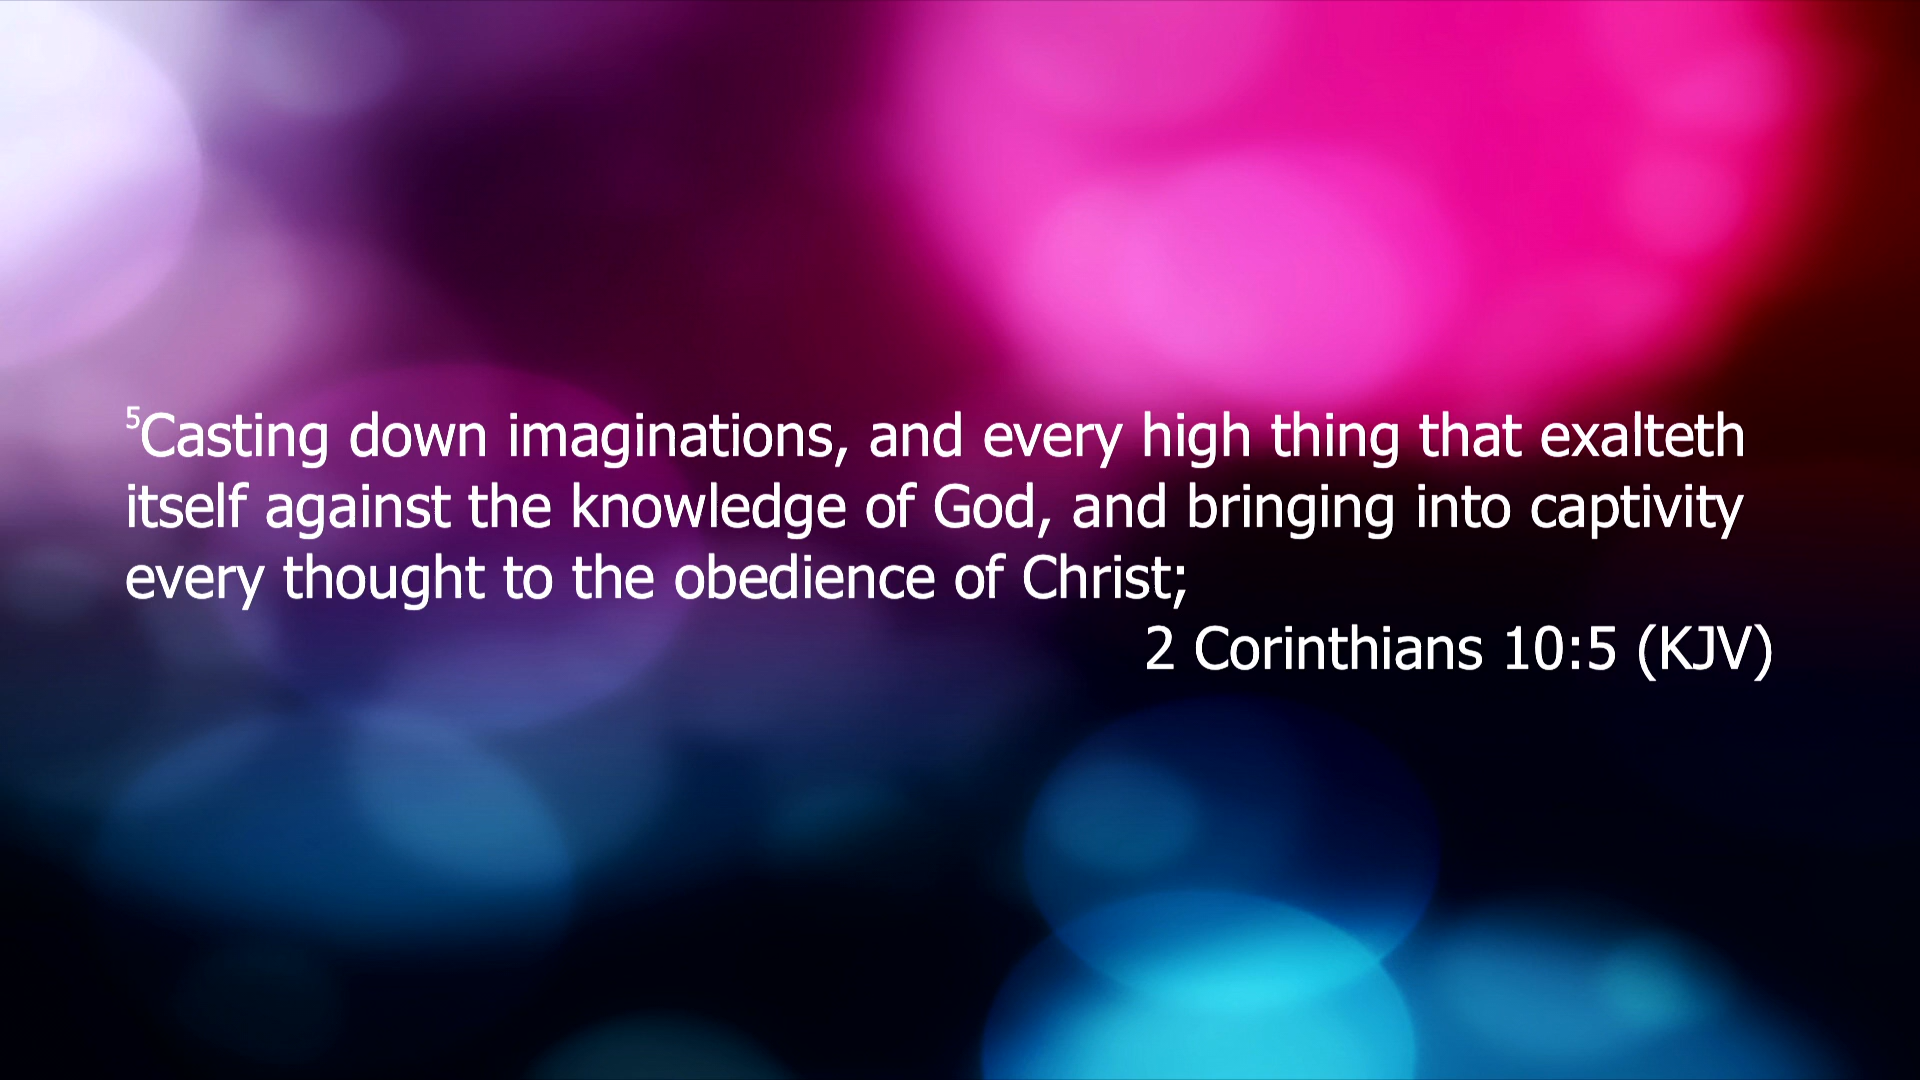 ⁵Casting down imaginations, and every high thing that exalteth
itself against the knowledge of God, and bringing into captivity
every thought to the obedience of Christ;
2 Corinthians 10:5 (KJV)